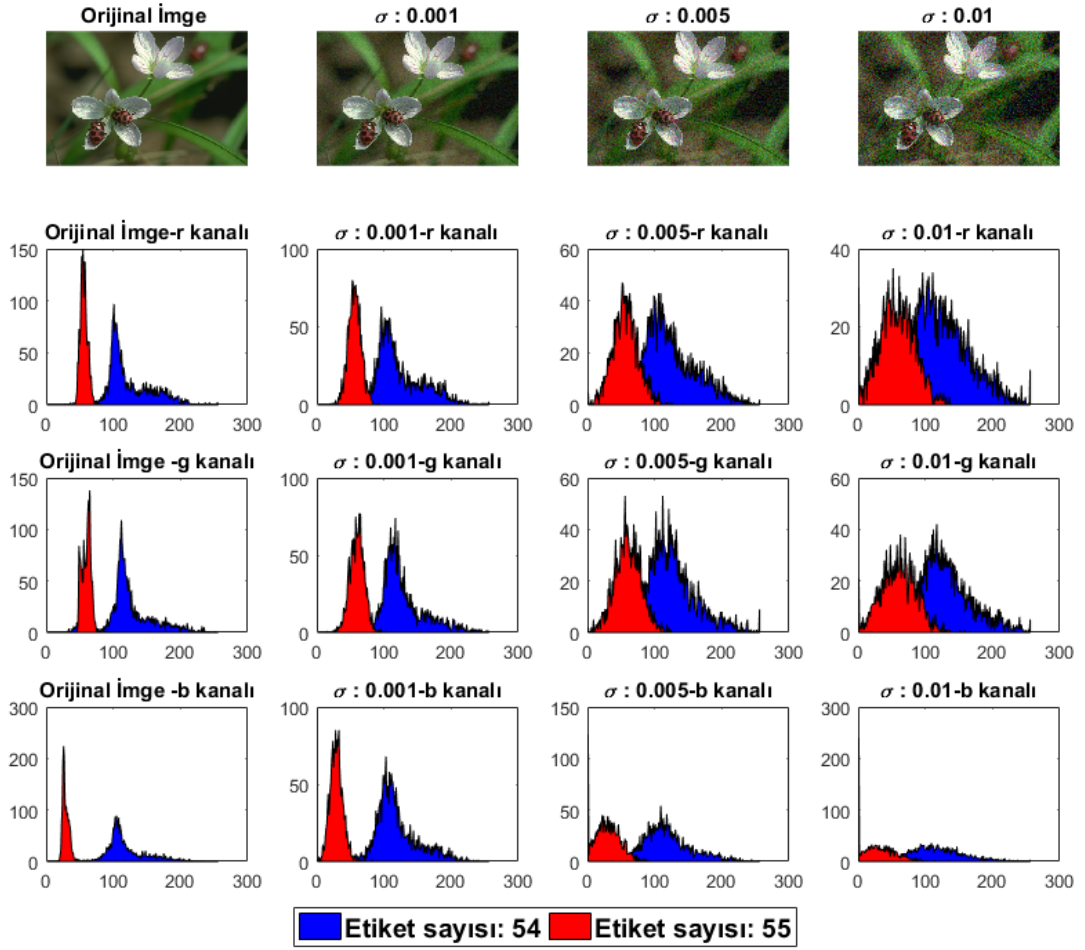 Orijinal İmge
σ : 0.001
σ : 0.005
σ : 0.01
Orijinal İmge-r kanalı
σ : 0.001-r kanalı
σ : 0.005-r kanalı
σ : 0.01-r kanalı
150
100
50
0
0 100 200 300
100
50
0
0 100 200 300
60
40
20
0
0 100 200 300
40
30
20
10
0
0 100 200 300
Orijinal İmge -g kanalı
σ : 0.001-g kanalı
σ : 0.005-g kanalı
σ : 0.01-g kanalı
150
100
50
0
0 100 200 300
100
50
0
0 100 200 300
60
40
20
0
0 100 200 300
60
40
20
0
0 100 200 300
Orijinal İmge -b kanalı
σ : 0.001-b kanalı
σ : 0.005-b kanalı
σ : 0.01-b kanalı
300
200
100
0
0 100 200 300
100
50
0
0 100 200 300
150
100
50
0
0 100 200 300
300
200
100
0
0 100 200 300
Etiket sayısı: 54 Etiket sayısı: 55